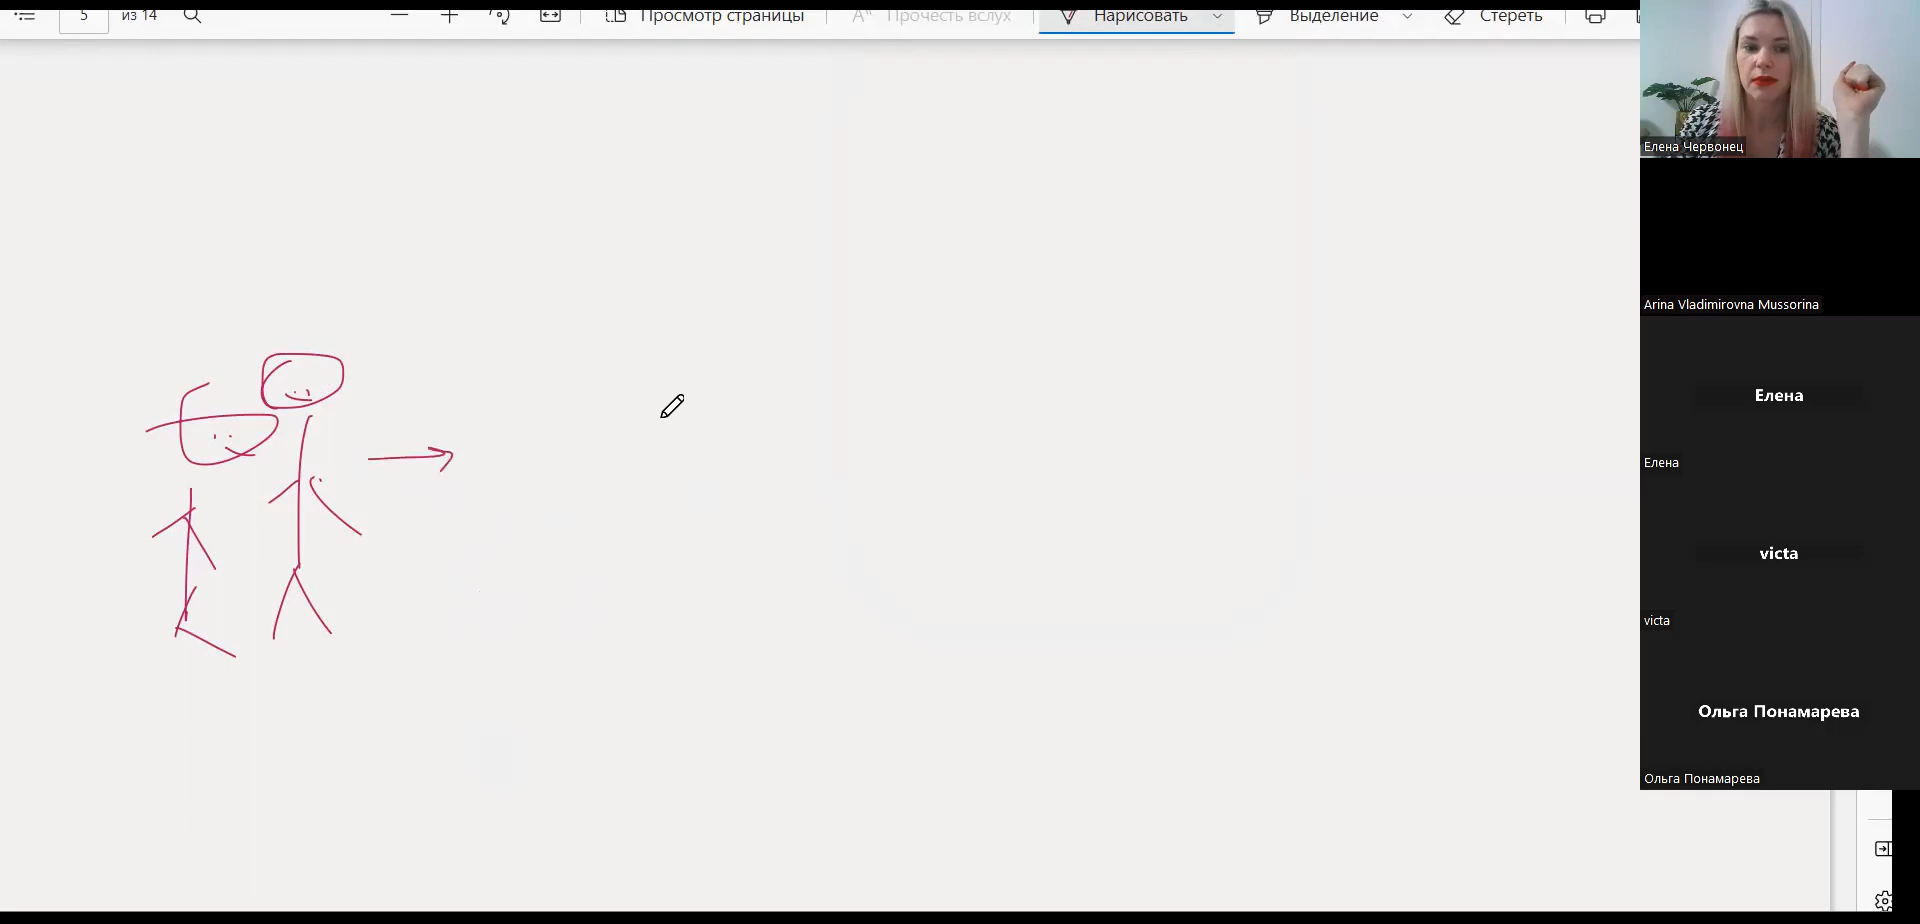 5 из 14 Просмотр страницы Прочесть вслух Нарисовать Выделение Стереть
Елена Червонец
Arina Vladimirovna Mussorina
Елена
Елена
victa
victa
Ольга Понамарева
Ольга Понамарева